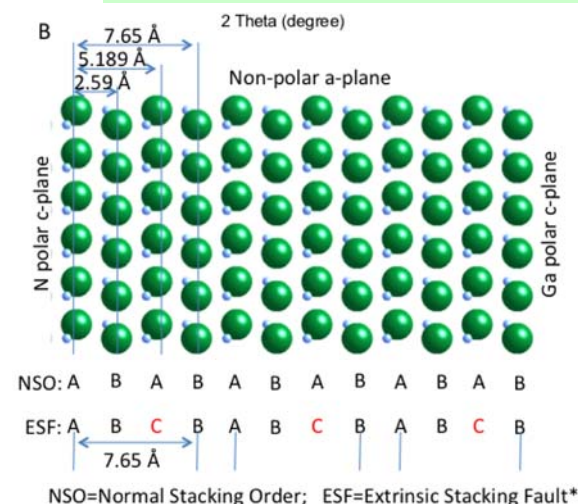 2 Theta (degree)
B
7.65 Å
5.189 Å
2.59 Å
Non-polar a-plane
N polar c-plane
Ga polar c-plane
NSO: A B A B A B A B A B A B
ESF: A B C B A B C B A B C B
7.65 Å
NSO=Normal Stacking Order; ESF=Extrinsic Stacking Fault*